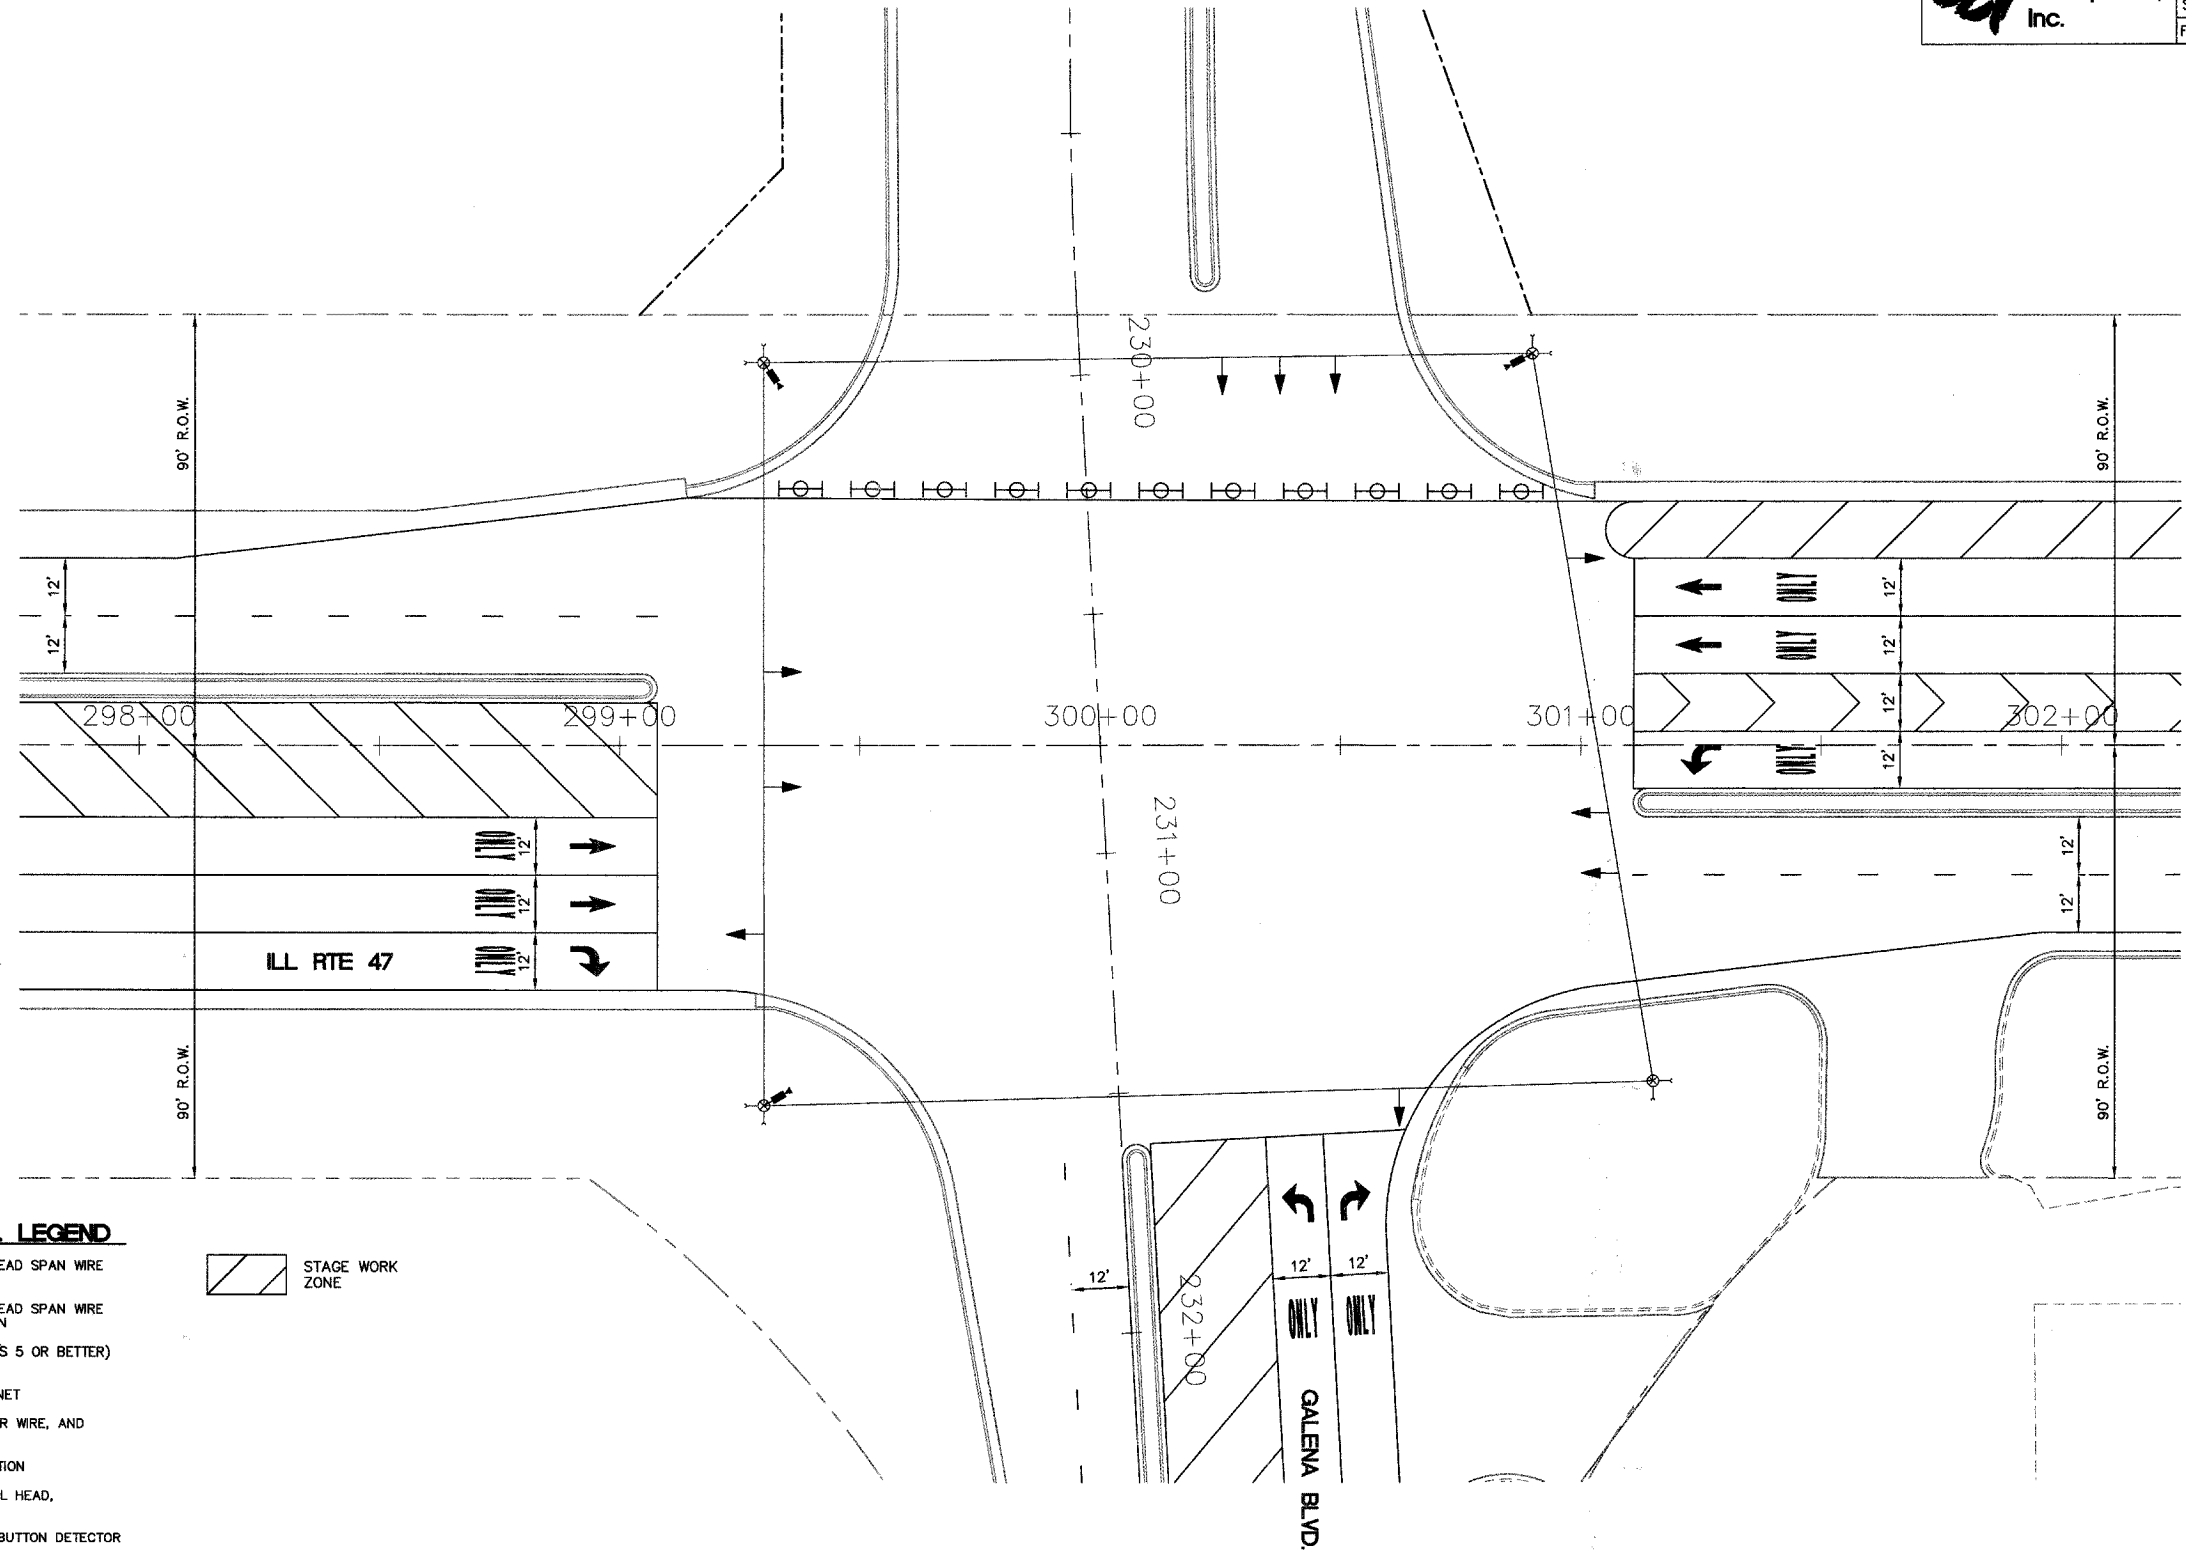 Inc.
230+00
90' R.O.W.
90' R.O.W.
12'
12'
ONLY
12'
ONLY
12'
298+00
299+00
300+00
301+00
302+00
12'
ONLY
12'
231+00
ONLY
12'
ONLY
12'
ILL RTE 47
ONLY
12'
12'
12'
90' R.O.W.
90' R.O.W.
12'
12'
12'
ONLY
ONLY
232+00
GALENA BLVD.
LEGEND
EAD SPAN WIRE
EAD SPAN WIRE
N
S 5 OR BETTER)
NET
R WIRE, AND
TION
L HEAD,
BUTTON DETECTOR
STAGE WORK
ZONE